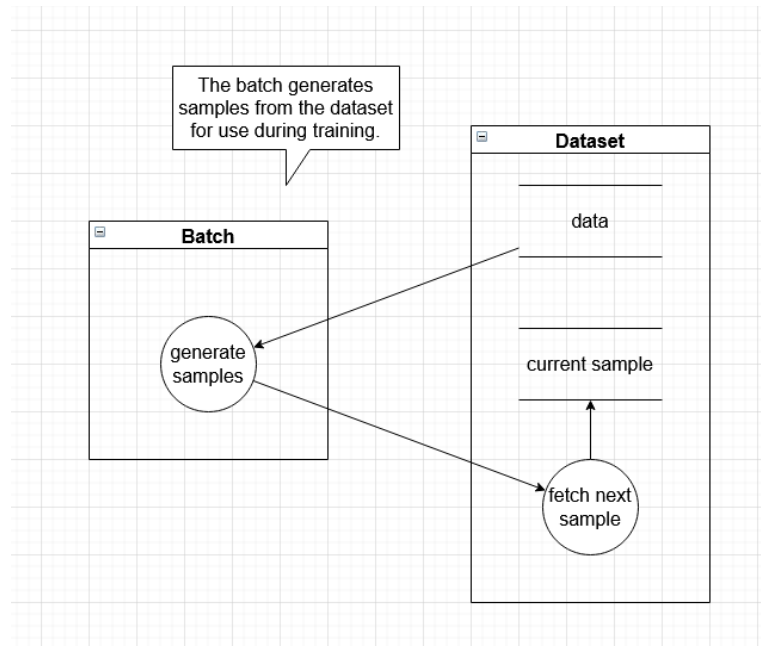 The batch generates
samples from the dataset
for use during training.
Dataset
data
Batch
generate
samples
current sample
fetch next
sample